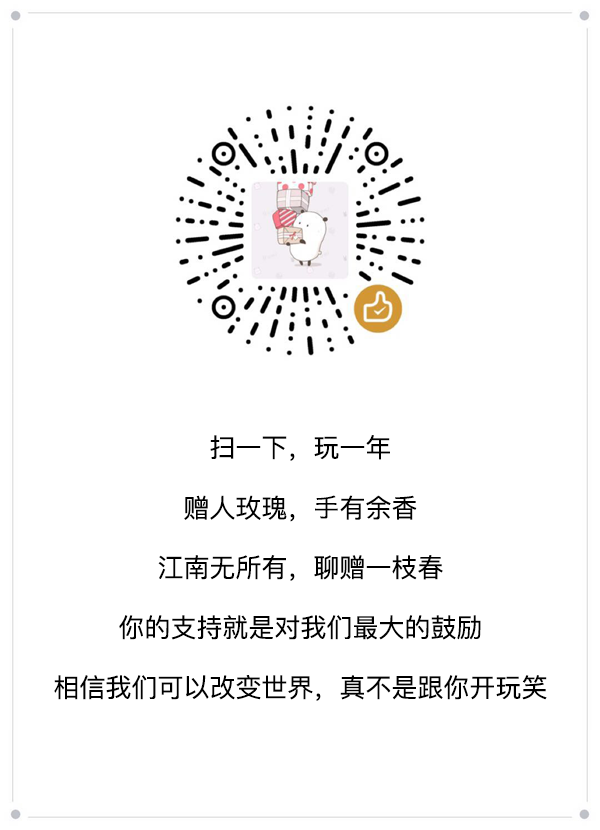 扫一下，玩一年
赠人玫瑰，手有余香
江南无所有，聊赠一枝春
你的支持就是对我们最大的鼓励
相信我们可以改变世界，真不是跟你开玩笑